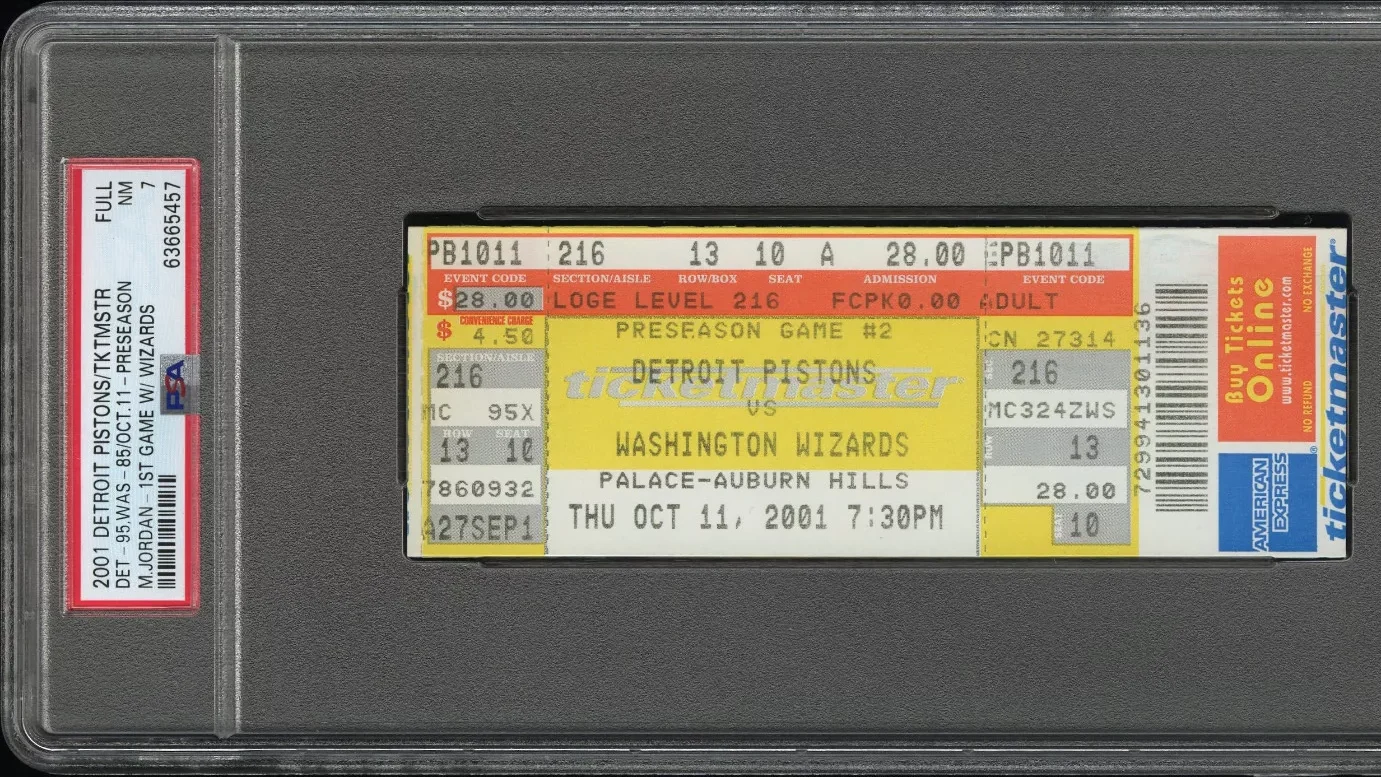 2001 DETROIT PISTONS/TKTMSTR FULL
DET - 95,WAS - 85/OCT.11 - PRESEASON NM
M.JORDAN - 1ST GAME W/ WIZARDS 7
63665457
PSA
PB1011
EVENT CODE
$28.00
CONVENIENCE CHARGE
$ 4.50
SECTION/AISLE
216
MC 95X
ROW SEAT
13 10
7860932
A27SEP1
216 13 10 A 28.00
SECTION/AISLE ROW/BOX SEAT ADMISSION
LOGE LEVEL 216 FCPK0.00 ADULT
PRESEASON GAME #2
ticketmaster
DETROIT PISTONS
VS
WASHINGTON WIZARDS
PALACE-AUBURN HILLS
THU OCT 11, 2001 7:30PM
EPB1011
EVENT CODE
CN 27314
SEC
216
MC324ZWS
ROW
13
28.00
SEAT
10
729941301136
Buy Tickets
Online
www.ticketmaster.com
NO REFUND NO EXCHANGE
AMERICAN
EXPRESS
®
ticketmaster®